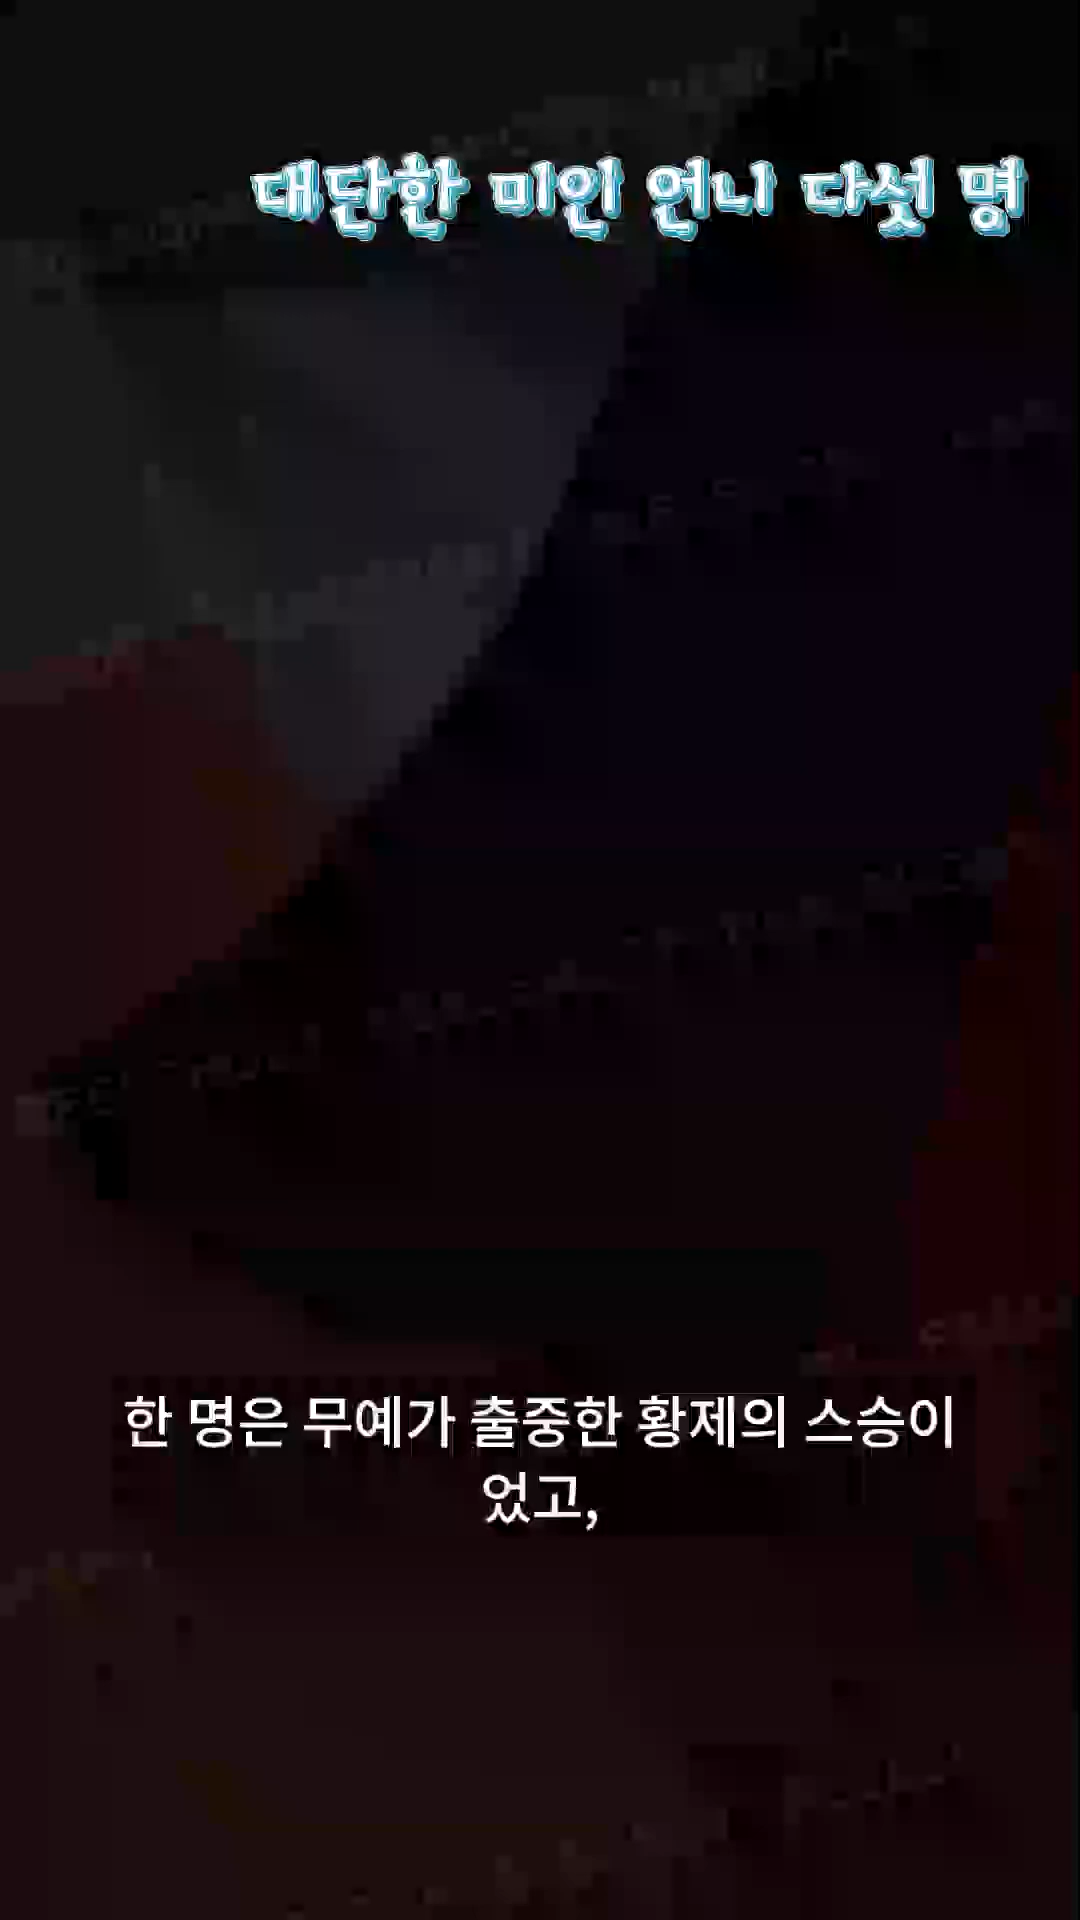 대단한 미인 언니 다섯 명
한 명은 무예가 출중한 황제의 스승이
었고,